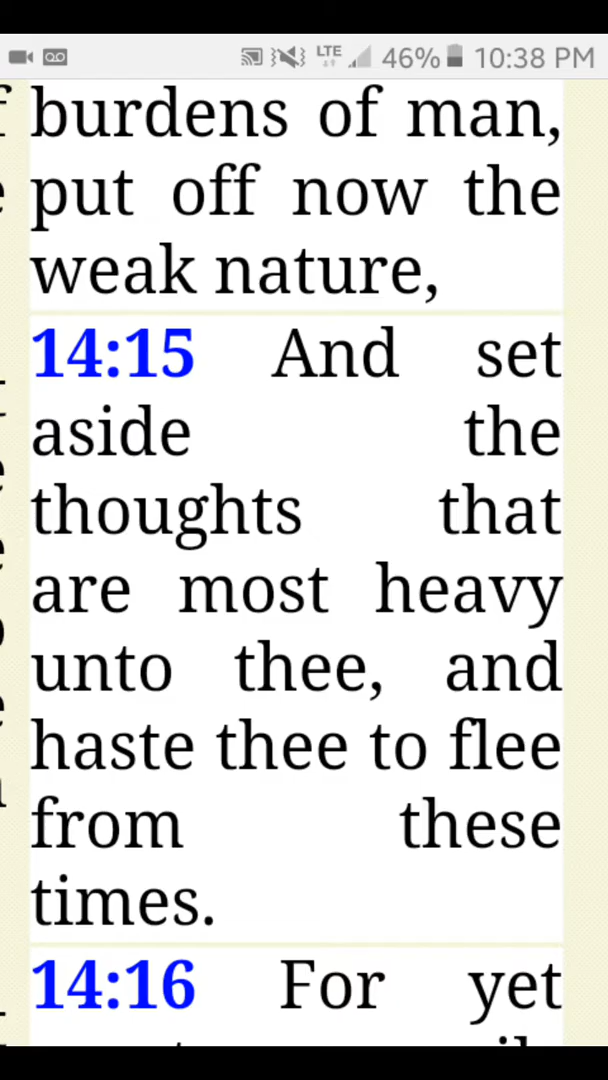 LTE 46% 10:38 PM
burdens of man,
put off now the
weak nature,
14:15 And set
aside the
thoughts that
are most heavy
unto thee, and
haste thee to flee
from these
times.
14:16 For yet